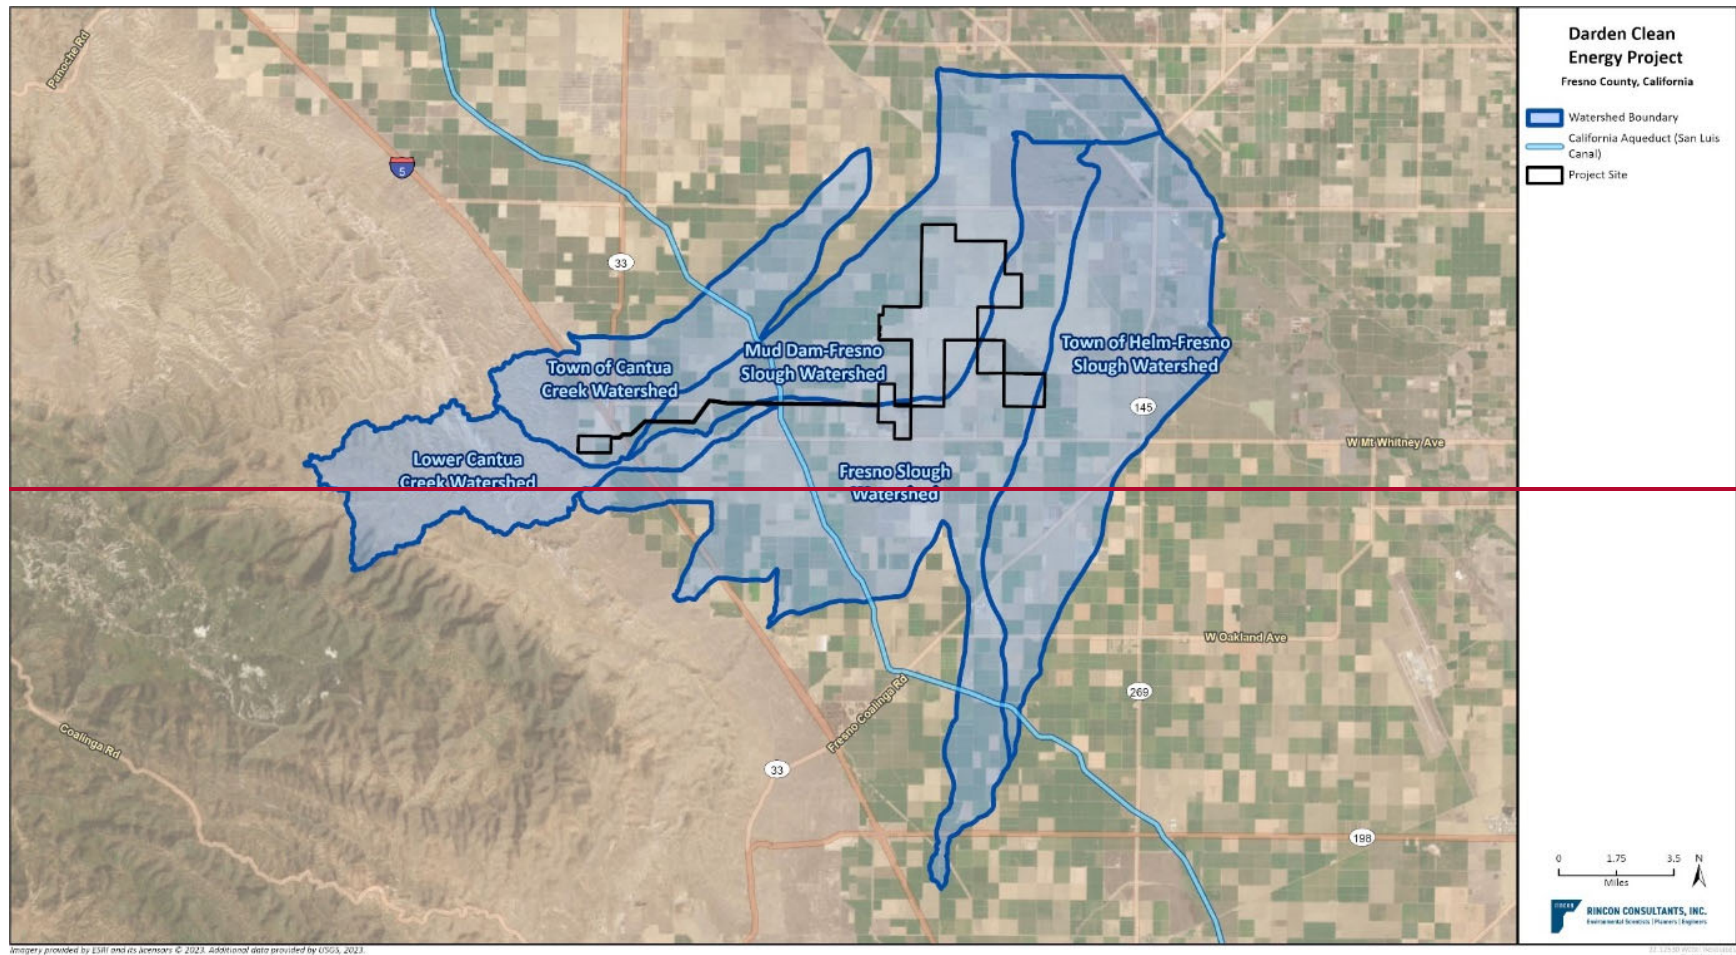 Darden Clean
Energy Project
Fresno County, California
Watershed Boundary
California Aqueduct (San Luis
Canal)
Project Site
Panoche Rd
5
33
Town of Cantua
Creek Watershed
Mud Dam-Fresno
Slough Watershed
Town of Helm-Fresno
Slough Watershed
145
W Mt Whitney Ave
Lower Cantua
Creek Watershed
Fresno Slough
Watershed
W Oakland Ave
269
Fresno Coalinga Rd
Coalinga Rd
33
198
0 1.75 3.5 N
Miles
RINCON CONSULTANTS, INC.
Environmental Scientists | Planners | Engineers
Imagery provided by ESRI and its licensors © 2023. Additional data provided by USGS, 2023.